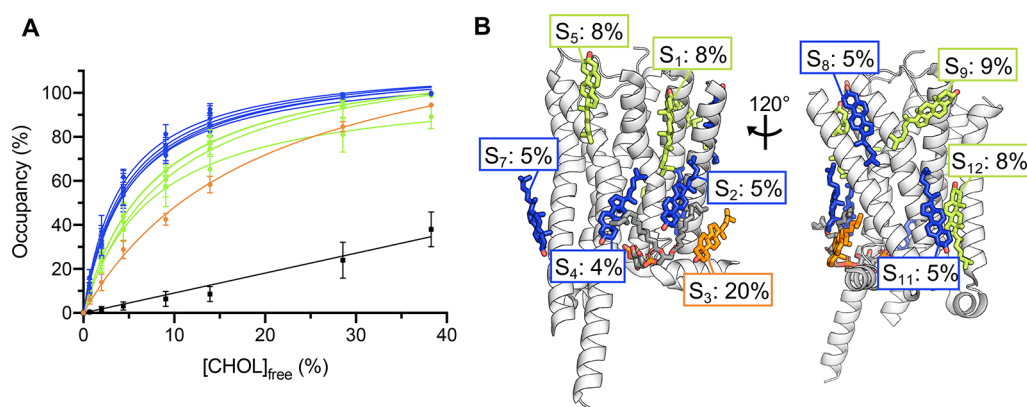 A
B
Occupancy (%)
100
80
60
40
20
0
0
10
20
30
40
[CHOL]free (%)
S5: 8%
S1: 8%
S7: 5%
S2: 5%
S4: 4%
S3: 20%
120°
S8: 5%
S9: 9%
S12: 8%
S11: 5%